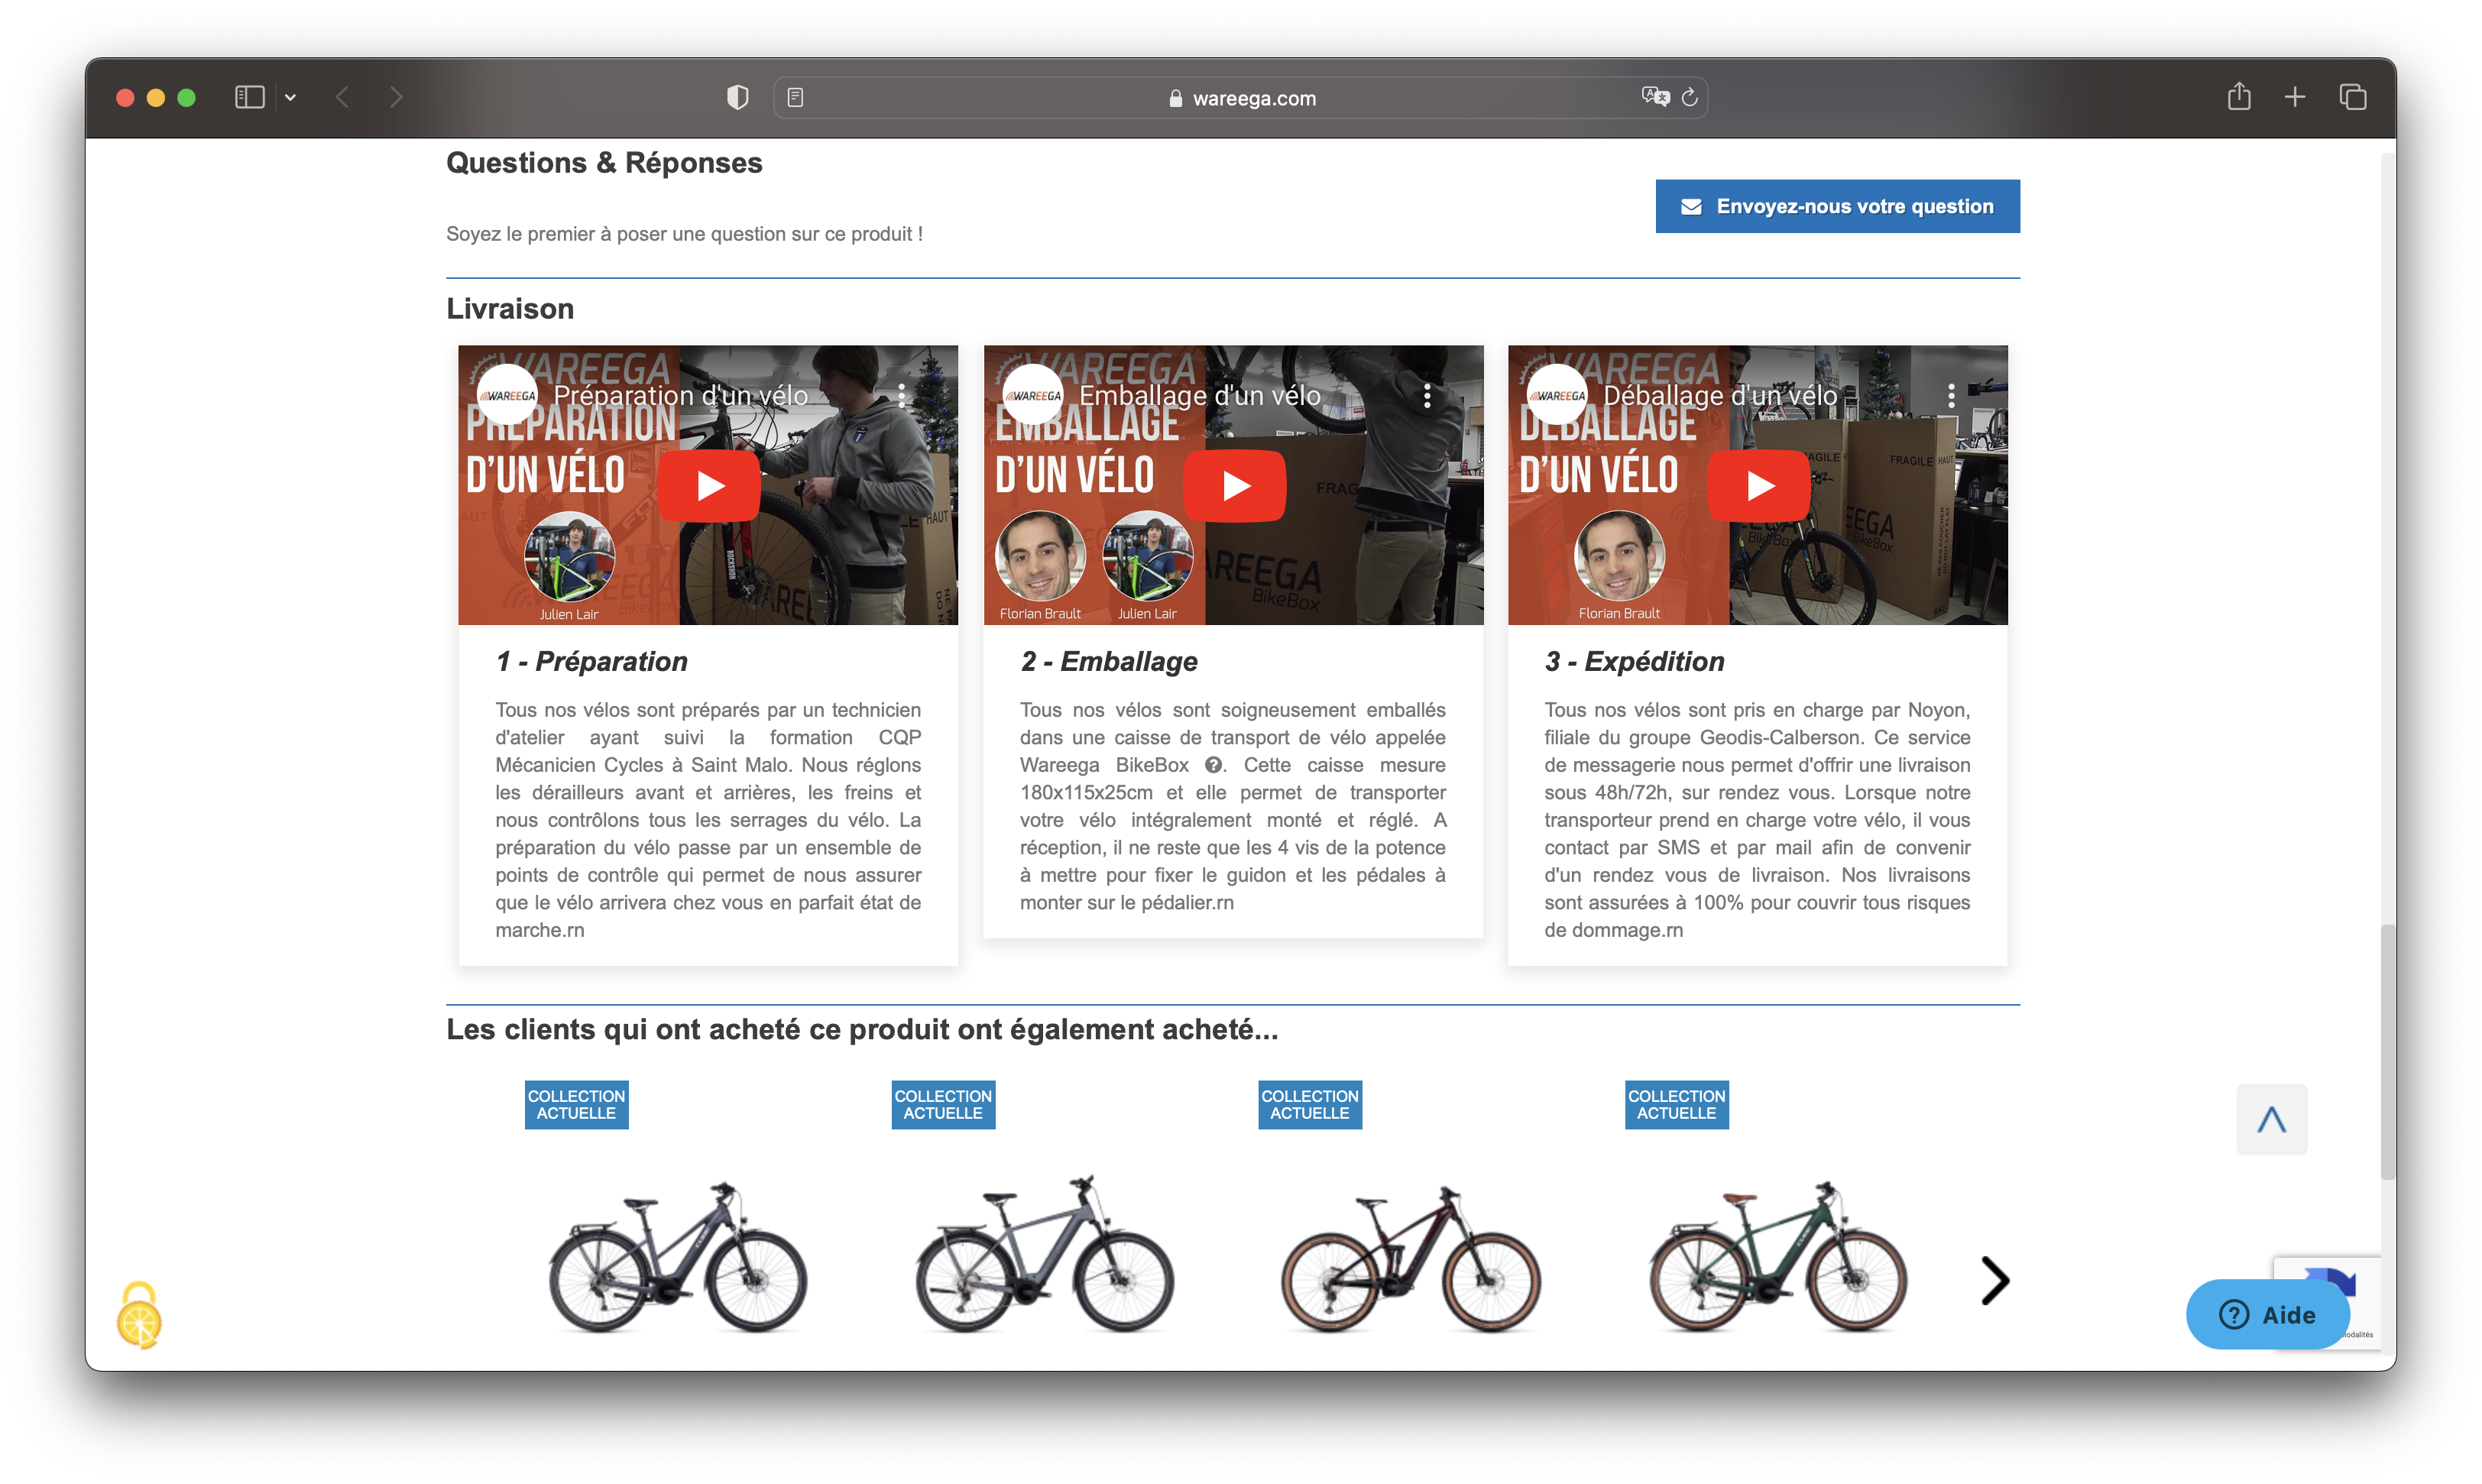 wareega.com
Questions & Réponses
Envoyez-nous votre question
Soyez le premier à poser une question sur ce produit !
Livraison
WAREEGA
WAREEGA
Préparation d'un vélo
PRÉPARATION
D'UN VÉLO
Julien Lair
ROCKSHOX
HAUT
WAREEGA
WAREEGA
Emballage d'un vélo
EMBALLAGE
D'UN VÉLO
Florian Brault
Julien Lair
FRAG
WAREEGA
BikeBox
WAREEGA
WAREEGA
Déballage d'un vélo
DÉBALLAGE
D'UN VÉLO
Florian Brault
AGILE
FRAGILE HAUT
EEGA
BikeBox
1 - Préparation
Tous nos vélos sont préparés par un technicien
d'atelier ayant suivi la formation CQP
Mécanicien Cycles à Saint Malo. Nous réglons
les dérailleurs avant et arrières, les freins et
nous contrôlons tous les serrages du vélo. La
préparation du vélo passe par un ensemble de
points de contrôle qui permet de nous assurer
que le vélo arrivera chez vous en parfait état de
marche.rn
2 - Emballage
Tous nos vélos sont soigneusement emballés
dans une caisse de transport de vélo appelée
Wareega BikeBox ?. Cette caisse mesure
180x115x25cm et elle permet de transporter
votre vélo intégralement monté et réglé. A
réception, il ne reste que les 4 vis de la potence
à mettre pour fixer le guidon et les pédales à
monter sur le pédalier.rn
3 - Expédition
Tous nos vélos sont pris en charge par Noyon,
filiale du groupe Geodis-Calberson. Ce service
de messagerie nous permet d'offrir une livraison
sous 48h/72h, sur rendez vous. Lorsque notre
transporteur prend en charge votre vélo, il vous
contact par SMS et par mail afin de convenir
d'un rendez vous de livraison. Nos livraisons
sont assurées à 100% pour couvrir tous risques
de dommage.rn
Les clients qui ont acheté ce produit ont également acheté...
COLLECTION
ACTUELLE
COLLECTION
ACTUELLE
COLLECTION
ACTUELLE
COLLECTION
ACTUELLE
? Aide